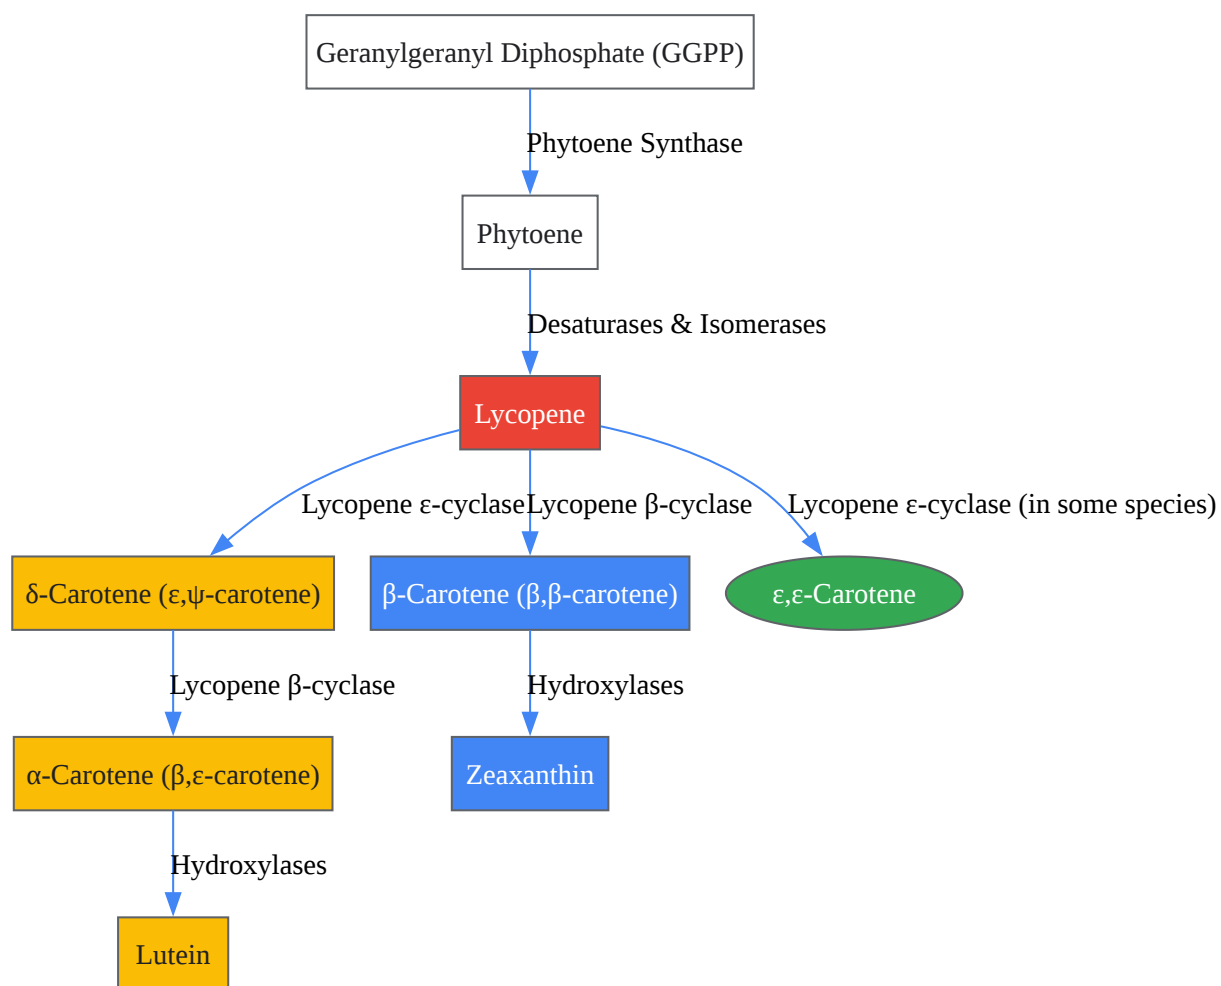 Geranylgeranyl Diphosphate (GGPP)
Phytoene Synthase
Phytoene
Desaturases & Isomerases
Lycopene
Lycopene ε-cyclase
Lycopene β-cyclase
Lycopene ε-cyclase (in some species)
δ-Carotene (ε,ψ-carotene)
β-Carotene (β,β-carotene)
ε,ε-Carotene
Lycopene β-cyclase
Hydroxylases
α-Carotene (β,ε-carotene)
Zeaxanthin
Hydroxylases
Lutein